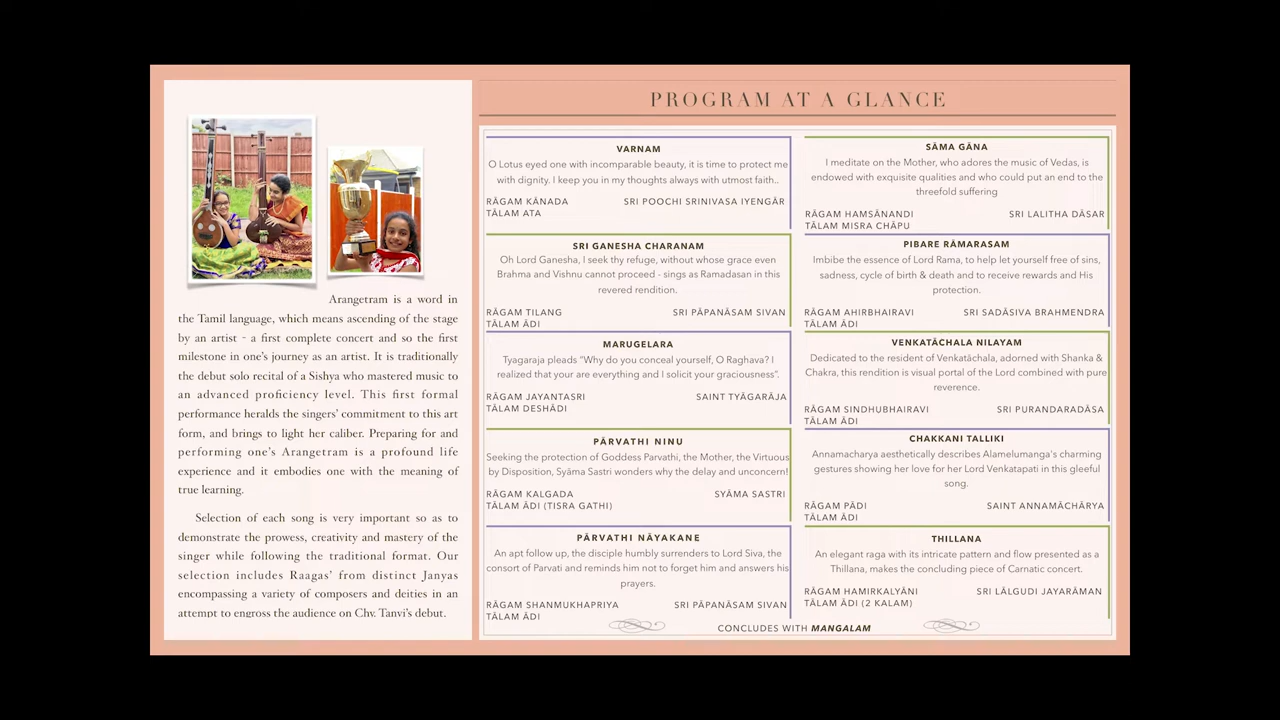 Arangetram is a word in
the Tamil language, which means ascending of the stage
by an artist - a first complete concert and so the first
milestone in one's journey as an artist. It is traditionally
the debut solo recital of a Sishya who mastered music to
an advanced proficiency level. This first formal
performance heralds the singers' commitment to this art
form, and brings to light her caliber. Preparing for and
performing one's Arangetram is a profound life
experience and it embodies one with the meaning of
true learning.
Selection of each song is very important so as to
demonstrate the prowess, creativity and mastery of the
singer while following the traditional format. Our
selection includes Raagas' from distinct Janyas
encompassing a variety of composers and deities in an
attempt to engross the audience on Chy. Tanvi's debut.
PROGRAM AT A GLANCE
VARNAM
O Lotus eyed one with incomparable beauty, it is time to protect me
with dignity. I keep you in my thoughts always with utmost faith..
RĀGAM KĀNADA SRI POOCHI SRINIVASA IYENGĀR
TĀLAM ATA
SRI GANESHA CHARANAM
Oh Lord Ganesha, I seek thy refuge, without whose grace even
Brahma and Vishnu cannot proceed - sings as Ramadasan in this
revered rendition.
RĀGAM TILANG SRI PĀPANĀSAM SIVAN
TĀLAM ĀDI
MARUGELARA
Tyagaraja pleads "Why do you conceal yourself, O Raghava? I
realized that your are everything and I solicit your graciousness".
RĀGAM JAYANTASRI SAINT TYĀGARĀJA
TĀLAM DESHĀDI
PĀRVATHI NINU
Seeking the protection of Goddess Parvathi, the Mother, the Virtuous
by Disposition, Syāma Sastri wonders why the delay and unconcern!
RĀGAM KALGADA SYĀMA SASTRI
TĀLAM ĀDI (TISRA GATHI)
PĀRVATHI NĀYAKANE
An apt follow up, the disciple humbly surrenders to Lord Siva, the
consort of Parvati and reminds him not to forget him and answers his
prayers.
RĀGAM SHANMUKHAPRIYA SRI PĀPANĀSAM SIVAN
TĀLAM ĀDI
SĀMA GĀNA
I meditate on the Mother, who adores the music of Vedas, is
endowed with exquisite qualities and who could put an end to the
threefold suffering
RĀGAM HAMSĀNANDI SRI LALITHA DĀSAR
TĀLAM MISRA CHĀPU
PIBARE RĀMARASAM
Imbibe the essence of Lord Rama, to help let yourself free of sins,
sadness, cycle of birth & death and to receive rewards and His
protection.
RĀGAM AHIRBHAIRAVI SRI SADĀSIVA BRAHMENDRA
TĀLAM ĀDI
VENKATĀCHALA NILAYAM
Dedicated to the resident of Venkatāchala, adorned with Shanka &
Chakra, this rendition is visual portal of the Lord combined with pure
reverence.
RĀGAM SINDHUBHAIRAVI SRI PURANDARADĀSA
TĀLAM ĀDI
CHAKKANI TALLIKI
Annamacharya aesthetically describes Alamelumanga's charming
gestures showing her love for her Lord Venkatapati in this gleeful
song.
RĀGAM PĀDI SAINT ANNAMĀCHĀRYA
TĀLAM ĀDI
THILLANA
An elegant raga with its intricate pattern and flow presented as a
Thillana, makes the concluding piece of Carnatic concert.
RĀGAM HAMIRKALYĀNI SRI LĀLGUDI JAYARĀMAN
TĀLAM ĀDI (2 KALAM)
CONCLUDES WITH MANGALAM